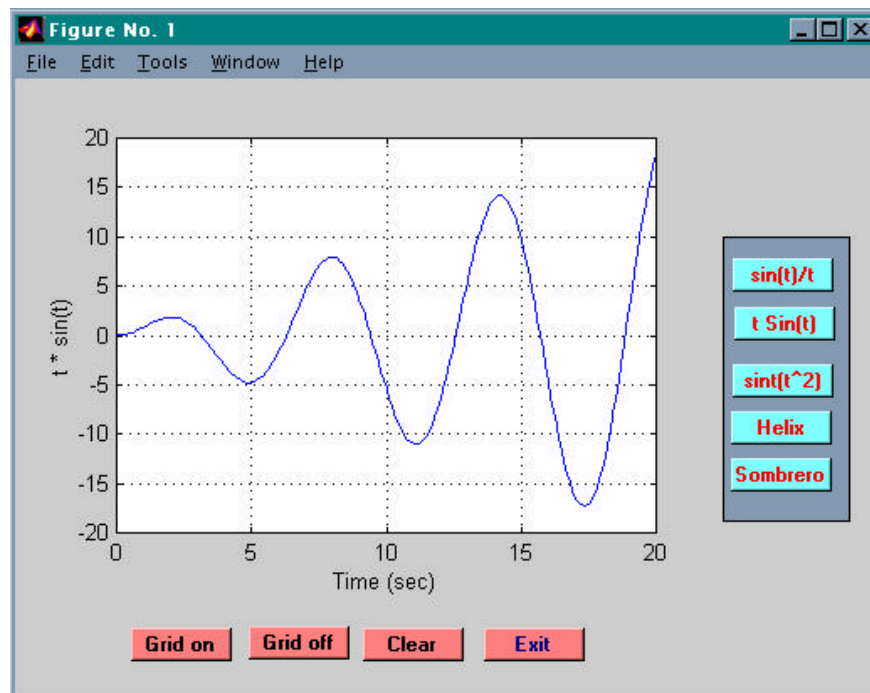 Figure No. 1
File Edit Tools Window Help
20
15
10
5
0
-5
-10
-15
-20
t * sin(t)
0 5 10 15 20
Time (sec)
sin(t)/t
t Sin(t)
sint(t^2)
Helix
Sombrero
Grid on Grid off Clear Exit